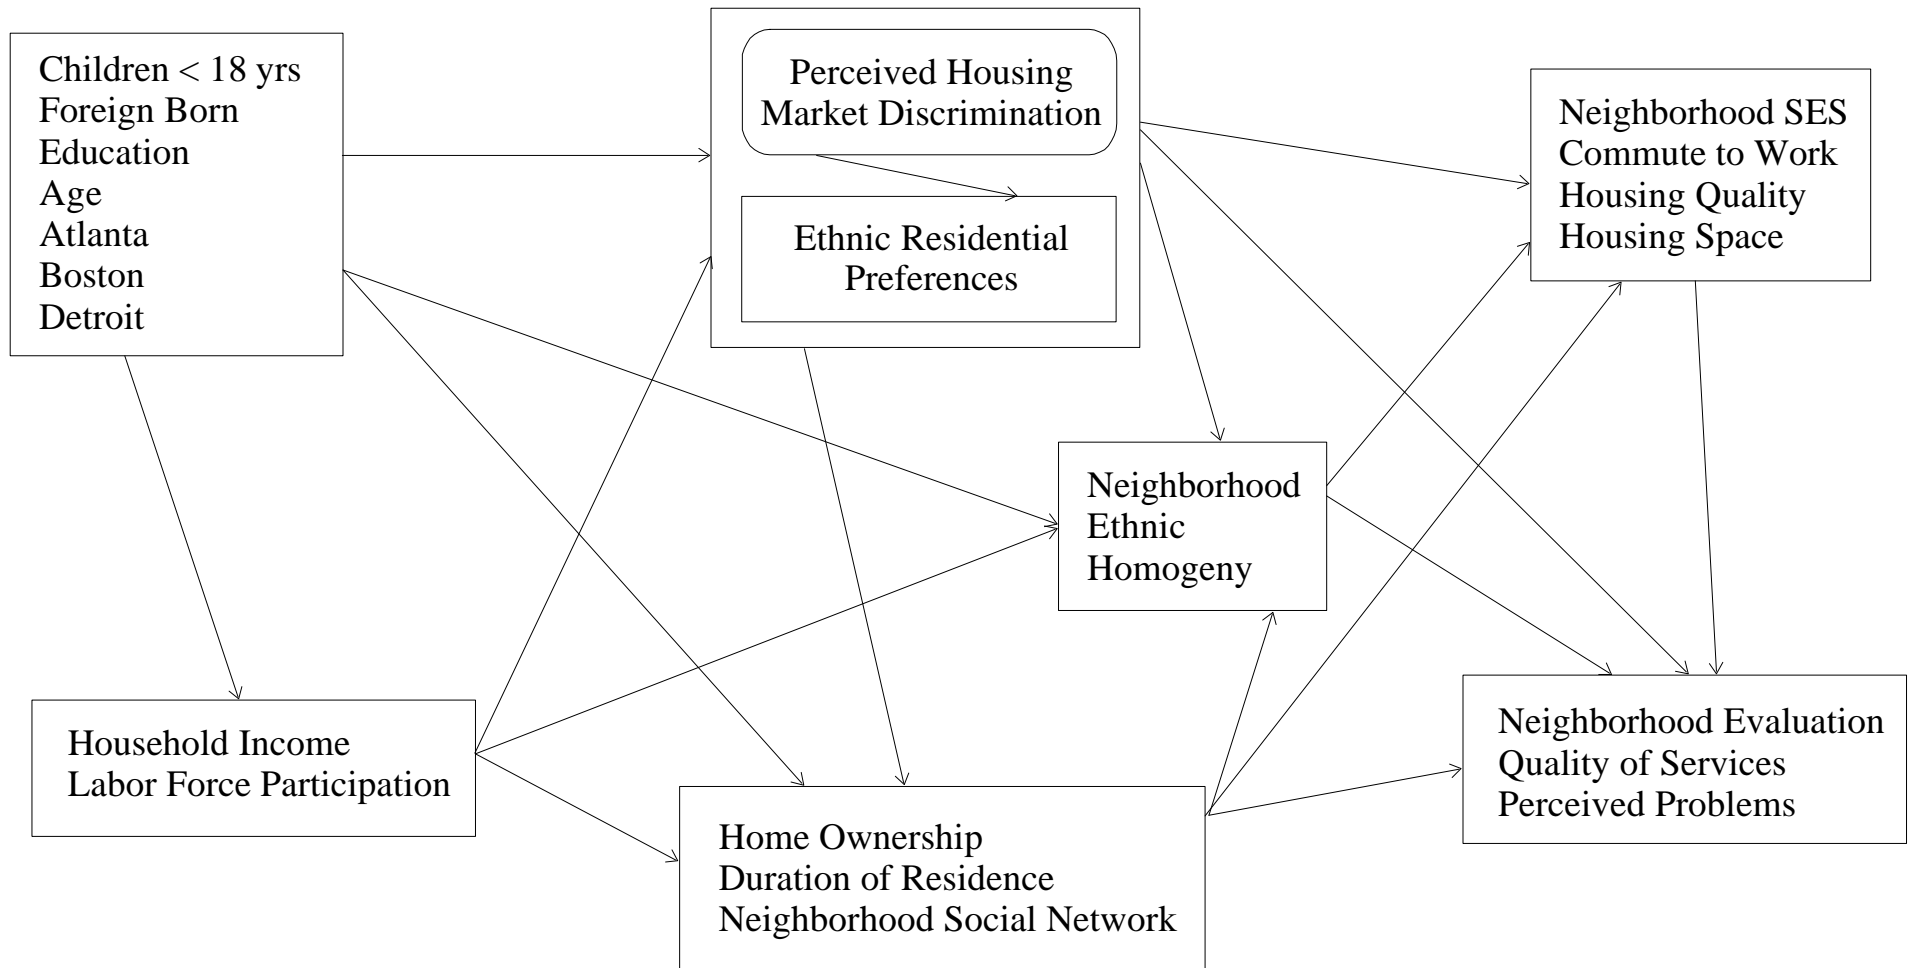 Children < 18 yrs
Foreign Born
Education
Age
Atlanta
Boston
Detroit
Perceived Housing
Market Discrimination
Ethnic Residential
Preferences
Neighborhood SES
Commute to Work
Housing Quality
Housing Space
Neighborhood
Ethnic
Homogeny
Household Income
Labor Force Participation
Home Ownership
Duration of Residence
Neighborhood Social Network
Neighborhood Evaluation
Quality of Services
Perceived Problems